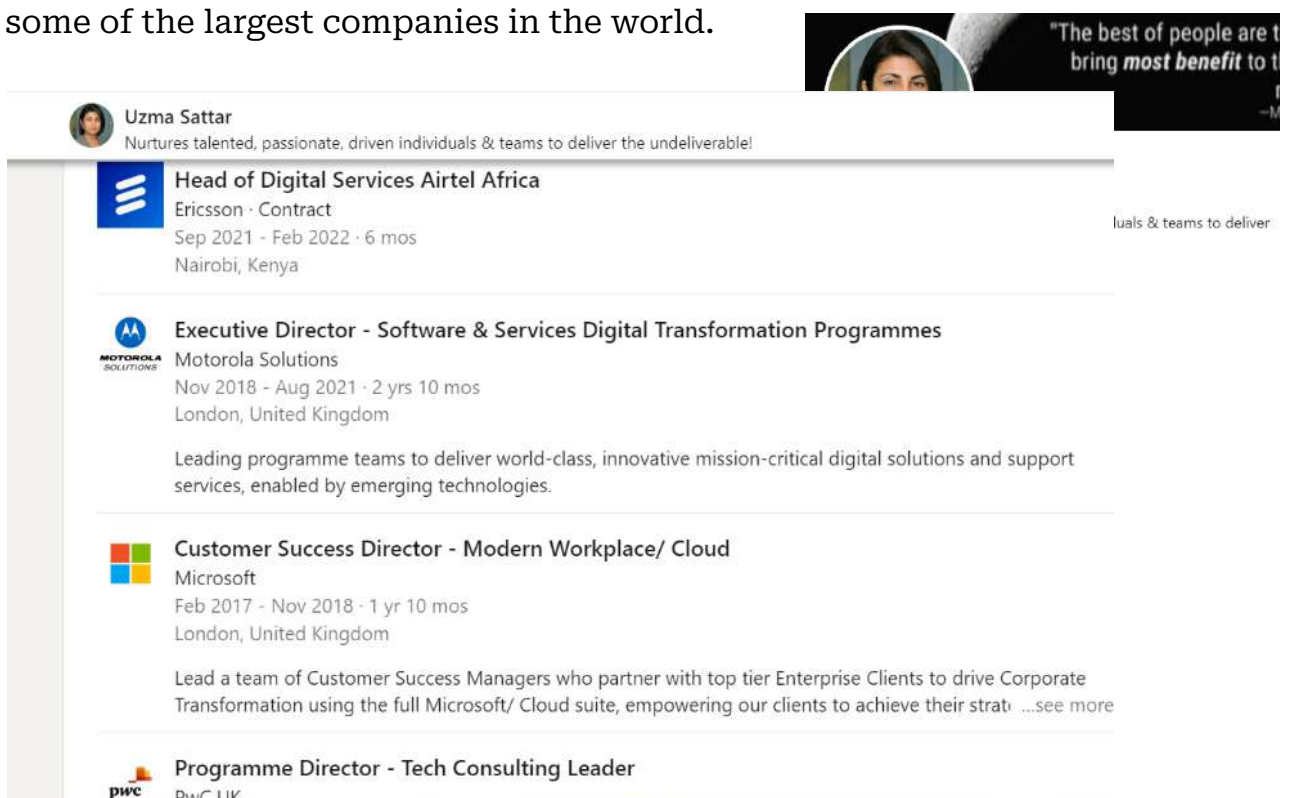 some of the largest companies in the world.
"The best of people are t
bring most benefit to t
Uzma Sattar
Nurtures talented, passionate, driven individuals & teams to deliver the undeliverable!
Head of Digital Services Airtel Africa
Ericsson · Contract
Sep 2021 - Feb 2022 · 6 mos
Nairobi, Kenya
uals & teams to deliver
MOTOROLA
SOLUTIONS
Executive Director - Software & Services Digital Transformation Programmes
Motorola Solutions
Nov 2018 - Aug 2021 · 2 yrs 10 mos
London, United Kingdom
Leading programme teams to deliver world-class, innovative mission-critical digital solutions and support
services, enabled by emerging technologies.
Customer Success Director - Modern Workplace/ Cloud
Microsoft
Feb 2017 - Nov 2018 · 1 yr 10 mos
London, United Kingdom
Lead a team of Customer Success Managers who partner with top tier Enterprise Clients to drive Corporate
Transformation using the full Microsoft/ Cloud suite, empowering our clients to achieve their strat ...see more
pwc
Programme Director - Tech Consulting Leader
PwC UK